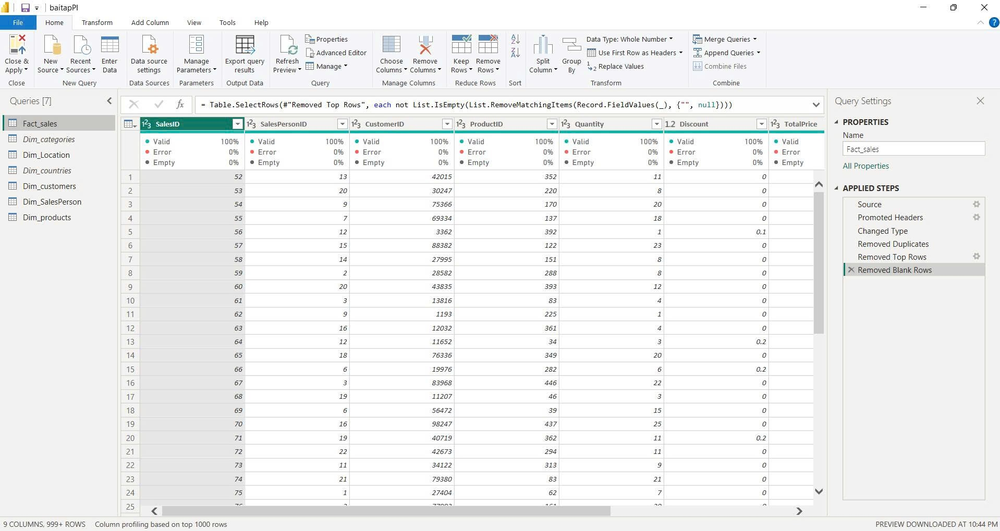 baitapPI
File Home Transform Add Column View Tools Help
Close & Apply
Close
New Source
Recent Sources
Enter Data
New Query
Data source settings
Data Sources
Manage Parameters
Parameters
Export query results
Output Data
Refresh Preview
Properties
Advanced Editor
Manage
Query
Choose Columns
Remove Columns
Manage Columns
Keep Rows
Remove Rows
Reduce Rows
Sort
Split Column
Group By
Data Type: Whole Number
Use First Row as Headers
Replace Values
Transform
Merge Queries
Append Queries
Combine Files
Combine
Queries [7]
Fact_sales
Dim_categories
Dim_Location
Dim_countries
Dim_customers
Dim_SalesPerson
Dim_products
fx = Table.SelectRows(#"Removed Top Rows", each not List.IsEmpty(List.RemoveMatchingItems(Record.FieldValues(_), {"", null})))
1²3 SalesID 1²3 SalesPersonID 1²3 CustomerID 1²3 ProductID 1²3 Quantity 1.2 Discount 1²3 TotalPrice
Valid 100% Valid 100% Valid 100% Valid 100% Valid 100% Valid 100% Valid
Error 0% Error 0% Error 0% Error 0% Error 0% Error 0% Error
Empty 0% Empty 0% Empty 0% Empty 0% Empty 0% Empty 0% Empty
1 52 13 42015 352 11 0
2 53 20 30247 220 8 0
3 54 9 75366 170 20 0
4 55 7 69334 137 18 0
5 56 12 3362 392 1 0.1
6 57 15 88382 122 23 0
7 58 14 27995 151 8 0
8 59 2 28582 288 8 0
9 60 20 43835 393 12 0
10 61 3 13816 83 4 0
11 62 9 1193 225 1 0
12 63 16 12032 361 4 0
13 64 12 11652 34 3 0.2
14 65 18 76336 349 20 0
15 66 6 19976 282 6 0.2
16 67 3 83968 446 22 0
17 68 19 11207 46 3 0
18 69 6 56472 39 15 0
19 70 16 98247 437 25 0
20 71 19 40719 362 11 0.2
21 72 22 42673 294 11 0
22 73 11 34122 313 9 0
23 74 21 79380 83 21 0
24 75 1 27404 62 7 0
25
Query Settings
PROPERTIES
Name
Fact_sales
All Properties
APPLIED STEPS
Source
Promoted Headers
Changed Type
Removed Duplicates
Removed Top Rows
Removed Blank Rows
9 COLUMNS, 999+ ROWS Column profiling based on top 1000 rows
PREVIEW DOWNLOADED AT 10:44 PM